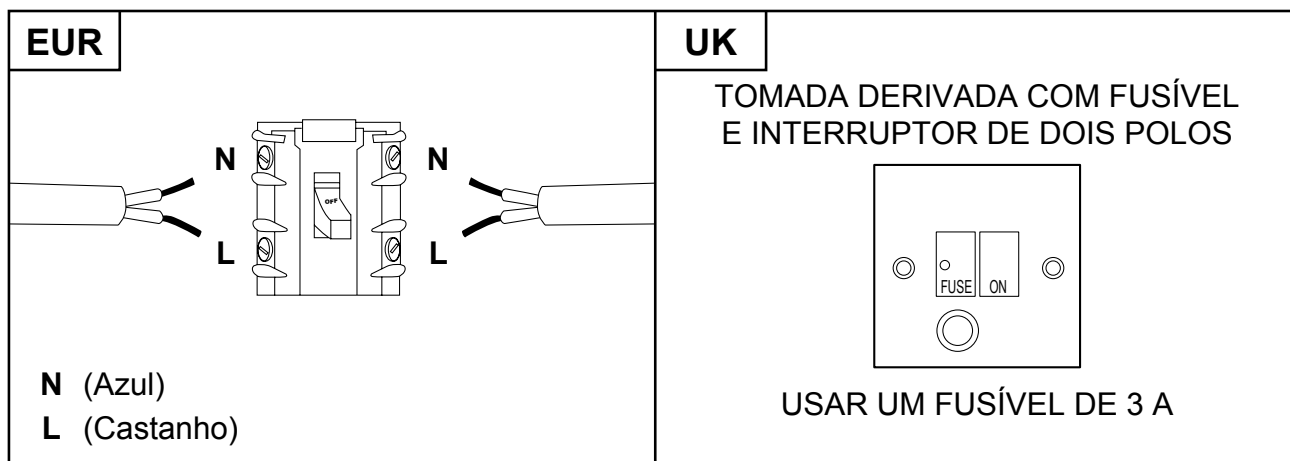 EUR
N
N
OFF
L
L
N (Azul)
L (Castanho)
UK
TOMADA DERIVADA COM FUSÍVEL
E INTERRUPTOR DE DOIS POLOS
FUSE ON
USAR UM FUSÍVEL DE 3 A